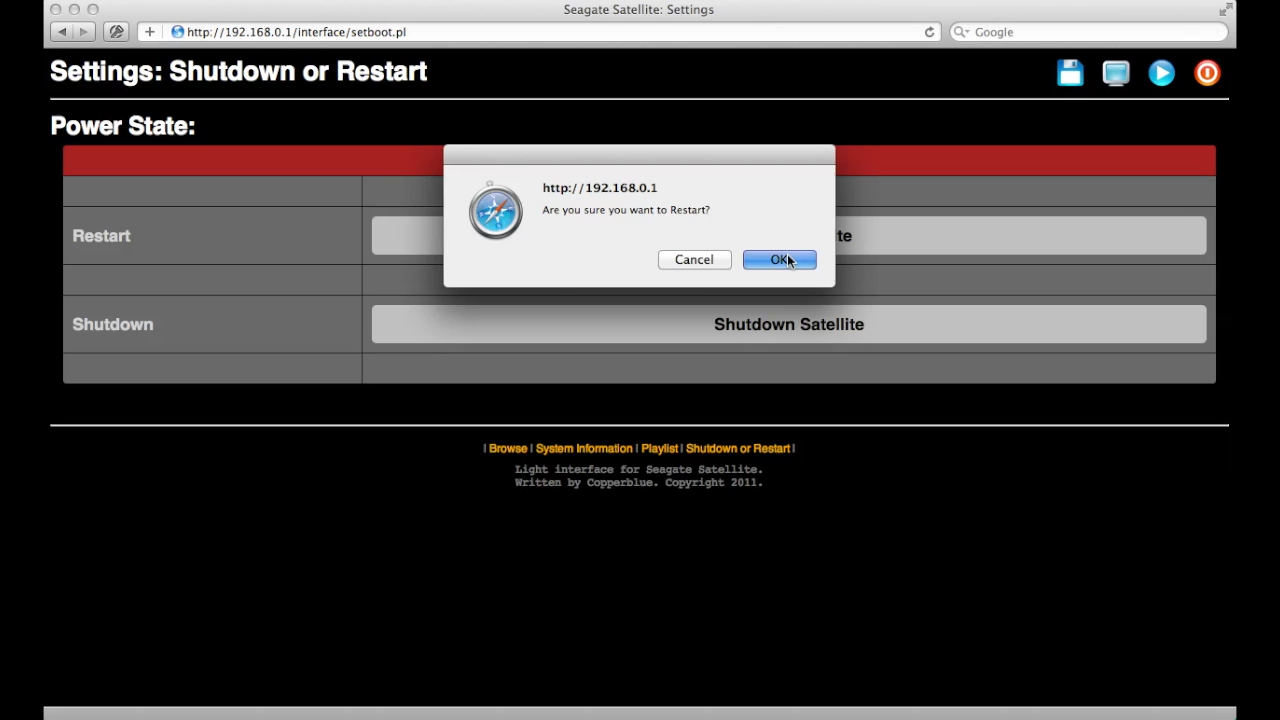 Seagate Satellite: Settings
http://192.168.0.1/interface/setboot.pl
Google
Settings: Shutdown or Restart
Power State:
http://192.168.0.1
Are you sure you want to Restart?
Cancel
OK
Restart
te
Shutdown
Shutdown Satellite
| Browse | System Information | Playlist | Shutdown or Restart |
Light interface for Seagate Satellite.
Written by Copperblue. Copyright 2011.